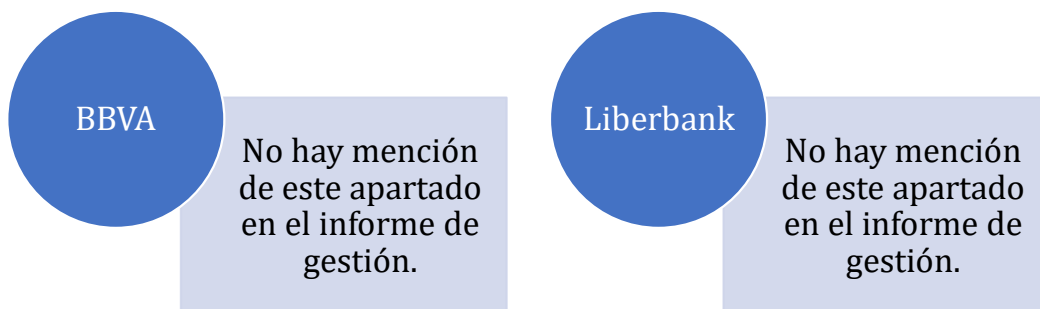 BBVA
No hay mención
de este apartado
en el informe de
gestión.
Liberbank
No hay mención
de este apartado
en el informe de
gestión.